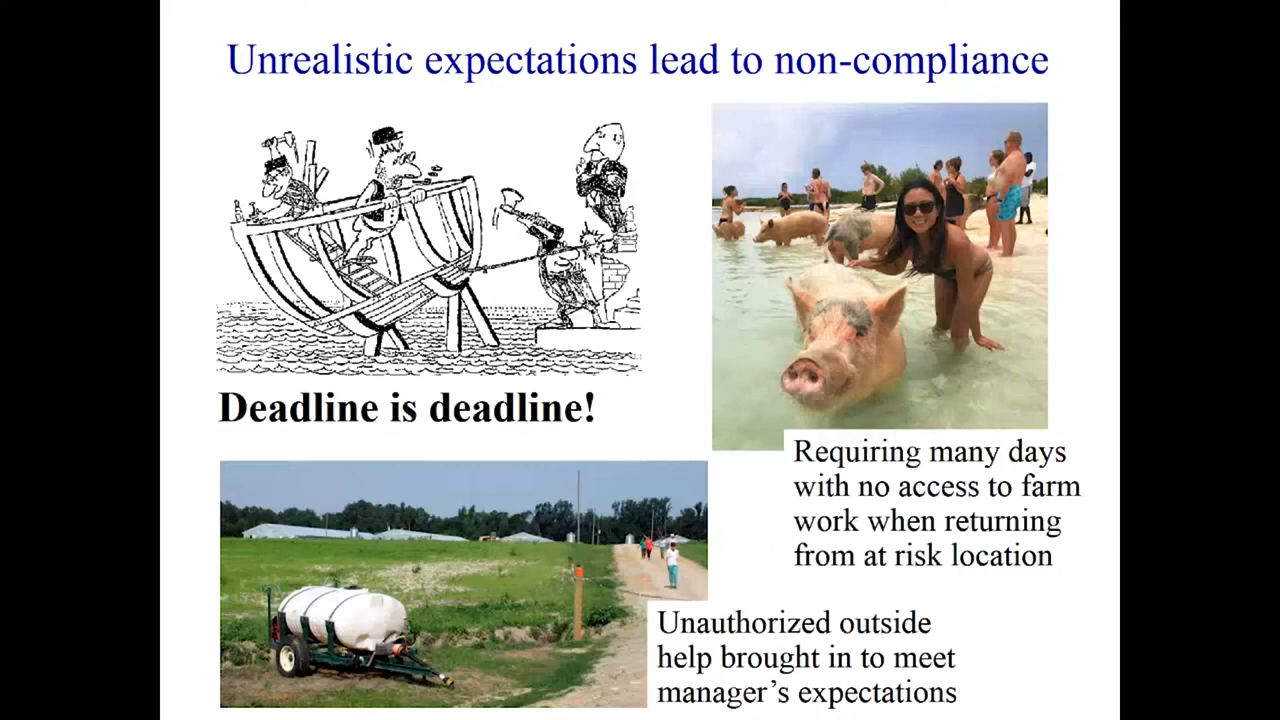 Unrealistic expectations lead to non-compliance
Deadline is deadline!
Requiring many days
with no access to farm
work when returning
from at risk location
Unauthorized outside
help brought in to meet
manager’s expectations